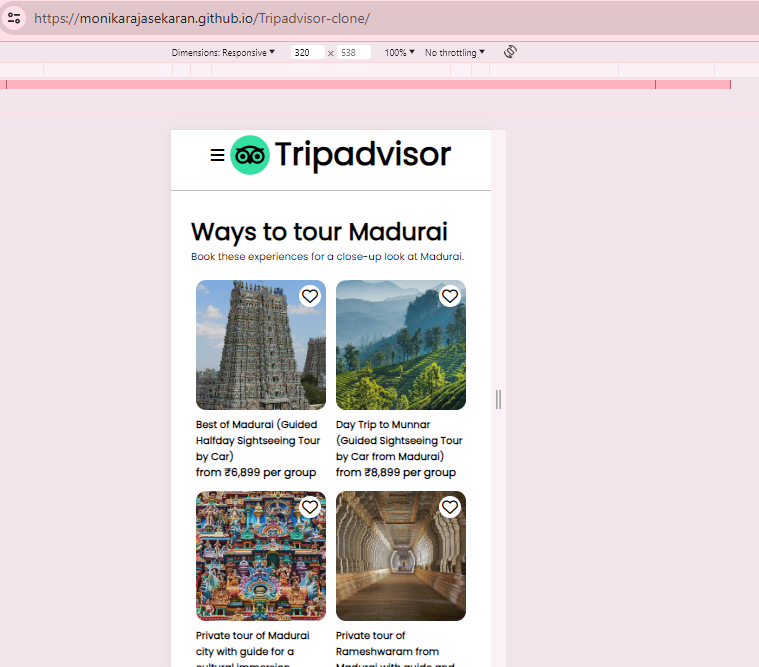 https://monikarajasekaran.github.io/Tripadvisor-clone/
Dimensions: Responsive ▼ 320 × 538 100% ▼ No throttling ▼
Tripadvisor
Ways to tour Madurai
Book these experiences for a close-up look at Madurai.
Best of Madurai (Guided
Halfday Sightseeing Tour
by Car)
from ₹6,899 per group
Day Trip to Munnar
(Guided Sightseeing Tour
by Car from Madurai)
from ₹8,899 per group
Private tour of Madurai
city with guide for a
cultural immersion
Private tour of
Rameshwaram from
Madurai with guide and